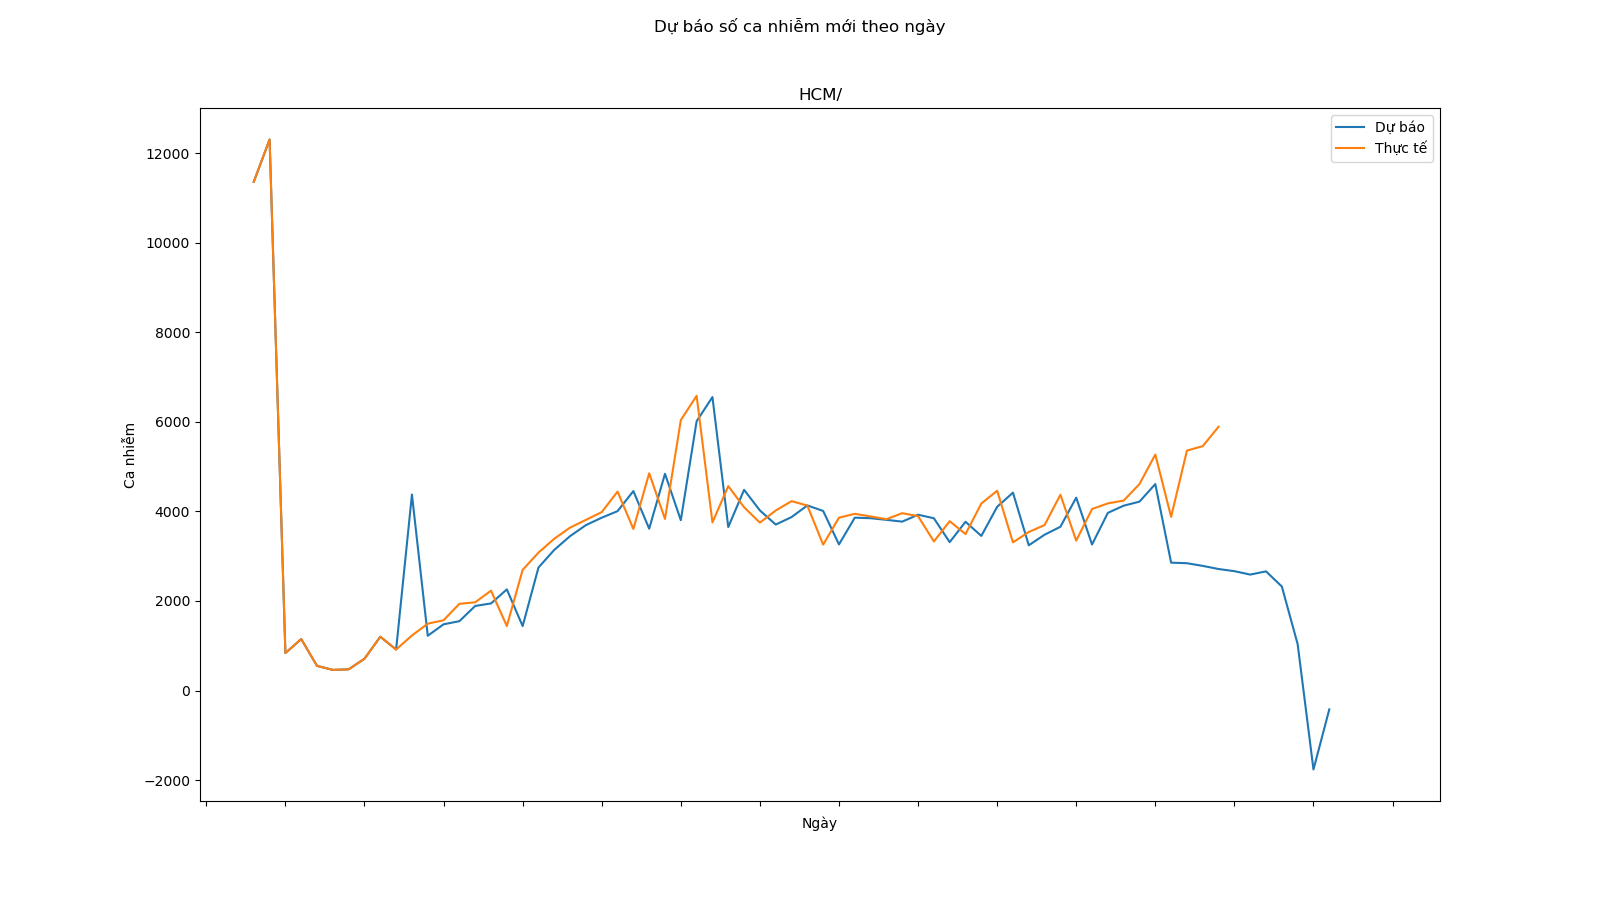 Dự báo số ca nhiễm mới theo ngày
HCM/
Dự báo
Thực tế
12000
10000
8000
6000
4000
2000
0
−2000
Ca nhiễm
Ngày